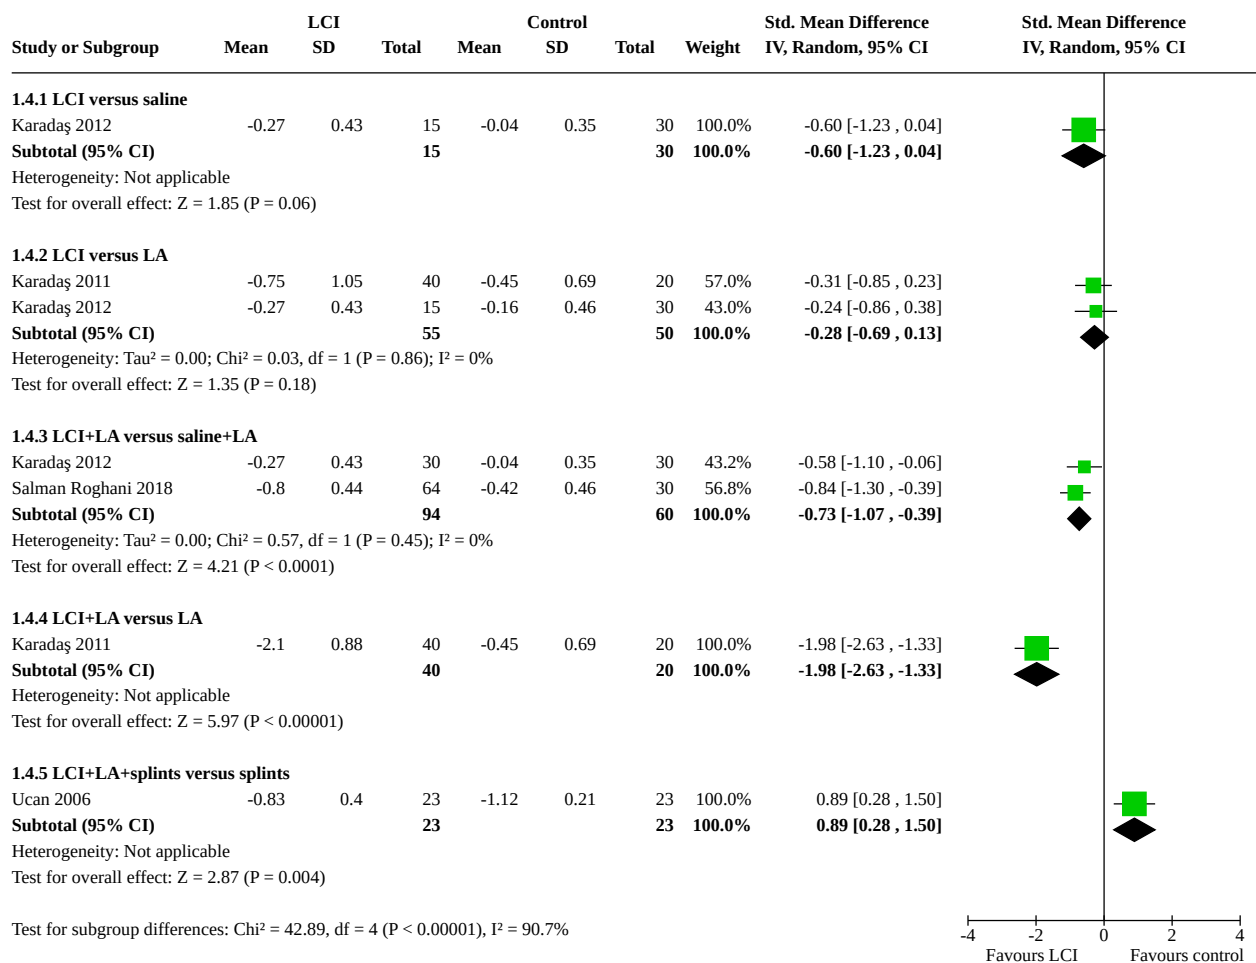 LCI Control Std. Mean Difference Std. Mean Difference
Study or Subgroup Mean SD Total Mean SD Total Weight IV, Random, 95% CI IV, Random, 95% CI
1.4.1 LCI versus saline
Karadaş 2012 -0.27 0.43 15 -0.04 0.35 30 100.0% -0.60 [-1.23 , 0.04]
Subtotal (95% CI) 15 30 100.0% -0.60 [-1.23 , 0.04]
Heterogeneity: Not applicable
Test for overall effect: Z = 1.85 (P = 0.06)
1.4.2 LCI versus LA
Karadaş 2011 -0.75 1.05 40 -0.45 0.69 20 57.0% -0.31 [-0.85 , 0.23]
Karadaş 2012 -0.27 0.43 15 -0.16 0.46 30 43.0% -0.24 [-0.86 , 0.38]
Subtotal (95% CI) 55 50 100.0% -0.28 [-0.69 , 0.13]
Heterogeneity: Tau² = 0.00; Chi² = 0.03, df = 1 (P = 0.86); I² = 0%
Test for overall effect: Z = 1.35 (P = 0.18)
1.4.3 LCI+LA versus saline+LA
Karadaş 2012 -0.27 0.43 30 -0.04 0.35 30 43.2% -0.58 [-1.10 , -0.06]
Salman Roghani 2018 -0.8 0.44 64 -0.42 0.46 30 56.8% -0.84 [-1.30 , -0.39]
Subtotal (95% CI) 94 60 100.0% -0.73 [-1.07 , -0.39]
Heterogeneity: Tau² = 0.00; Chi² = 0.57, df = 1 (P = 0.45); I² = 0%
Test for overall effect: Z = 4.21 (P < 0.0001)
1.4.4 LCI+LA versus LA
Karadaş 2011 -2.1 0.88 40 -0.45 0.69 20 100.0% -1.98 [-2.63 , -1.33]
Subtotal (95% CI) 40 20 100.0% -1.98 [-2.63 , -1.33]
Heterogeneity: Not applicable
Test for overall effect: Z = 5.97 (P < 0.00001)
1.4.5 LCI+LA+splints versus splints
Ucan 2006 -0.83 0.4 23 -1.12 0.21 23 100.0% 0.89 [0.28 , 1.50]
Subtotal (95% CI) 23 23 100.0% 0.89 [0.28 , 1.50]
Heterogeneity: Not applicable
Test for overall effect: Z = 2.87 (P = 0.004)
Test for subgroup differences: Chi² = 42.89, df = 4 (P < 0.00001), I² = 90.7%
-4 -2 0 2 4
Favours LCI Favours control